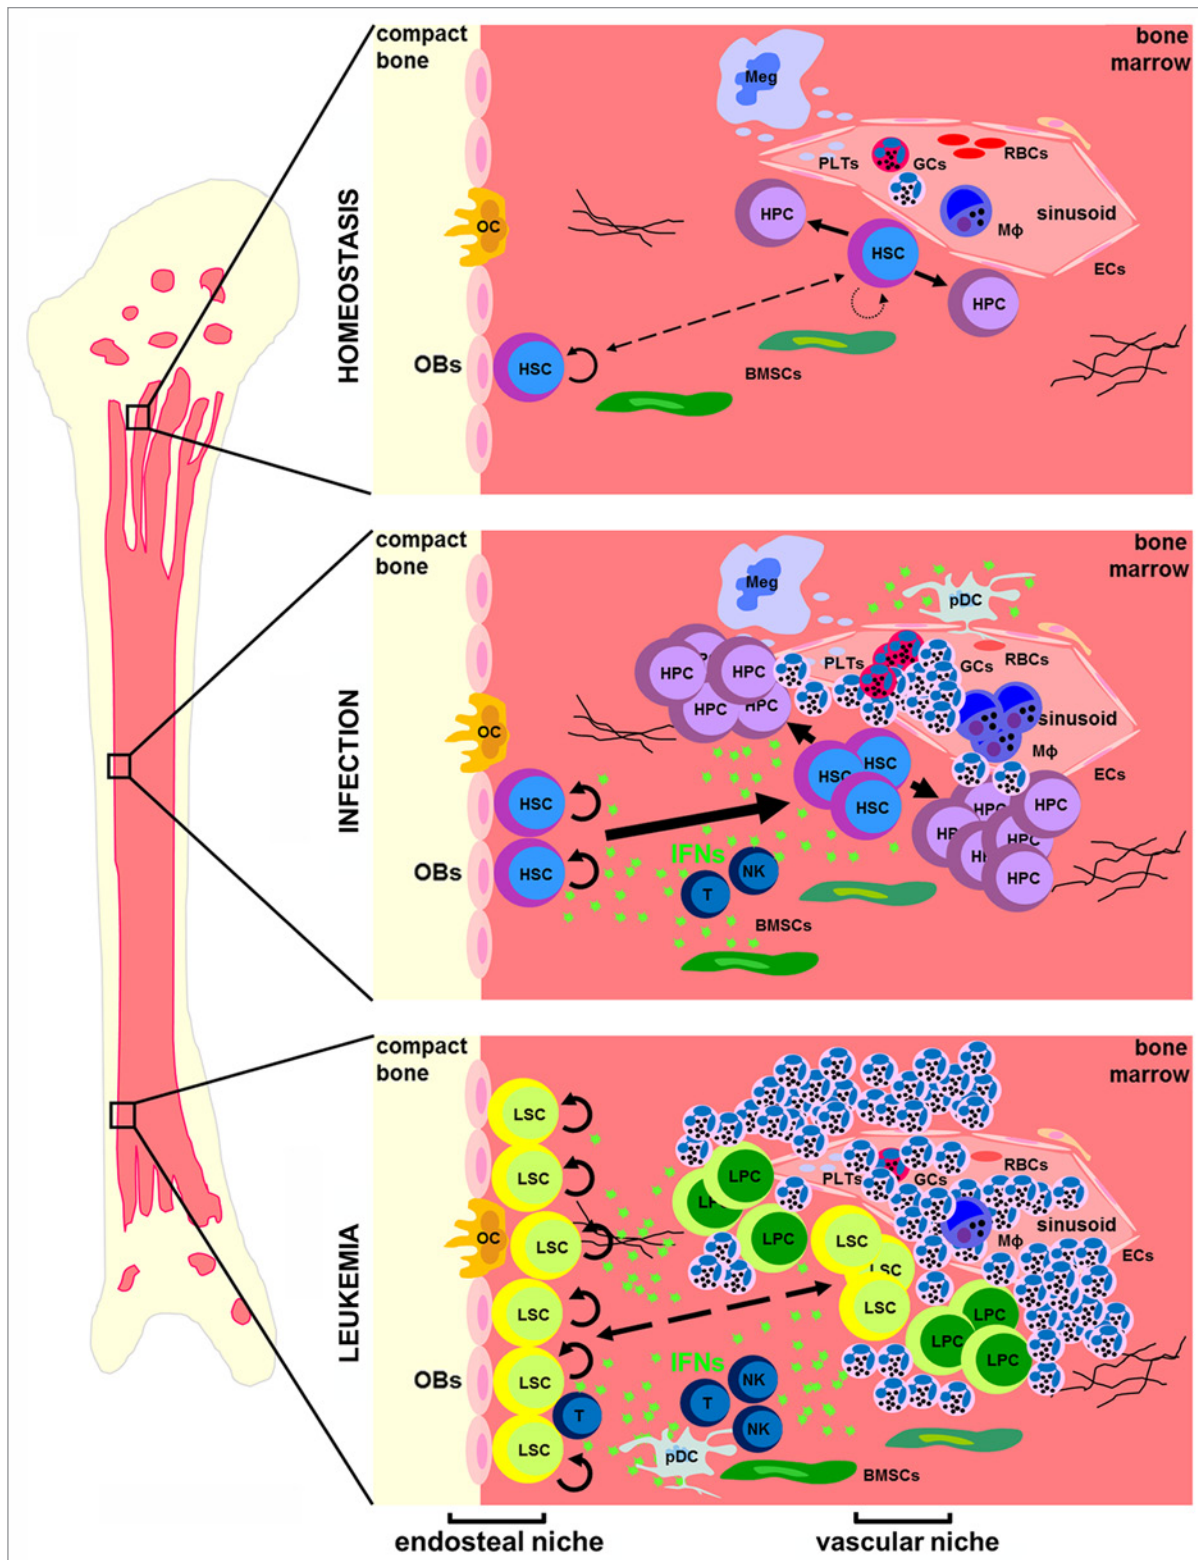 HOMEOSTASIS
compact
bone
bone
marrow
Meg
PLTs
GCs
RBCs
OC
HPC
Mϕ
sinusoid
HSC
ECs
HPC
OBs
HSC
BMSCs
INFECTION
compact
bone
bone
marrow
Meg
pDC
PLTs
GCs
RBCs
HPC
HPC
HPC
HPC
OC
sinusoid
Mϕ
ECs
HSC
HSC
HSC
HSC
HPC
HPC
HPC
HPC
IFNs
NK
T
OBs
HSC
HPC
BMSCs
LEUKEMIA
compact
bone
bone
marrow
LSC
LSC
LPC
LPC
PLTs
GCs
RBCs
OC
LSC
LPC
LSC
sinusoid
Mϕ
ECs
LSC
LSC
LSC
LPC
LPC
LPC
IFNs
OBs
LSC
NK
T
T
NK
LSC
pDC
BMSCs
endosteal niche
vascular niche